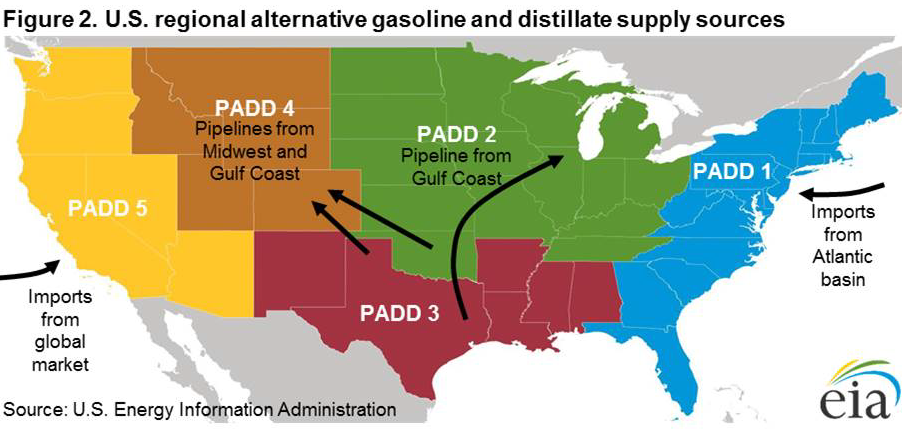 Figure 2. U.S. regional alternative gasoline and distillate supply sources
PADD 4
Pipelines from
Midwest and
Gulf Coast
PADD 2
Pipeline from
Gulf Coast
PADD 1
PADD 5
Imports
from
Atlantic
basin
Imports
from
global
market
PADD 3
Source: U.S. Energy Information Administration
eia